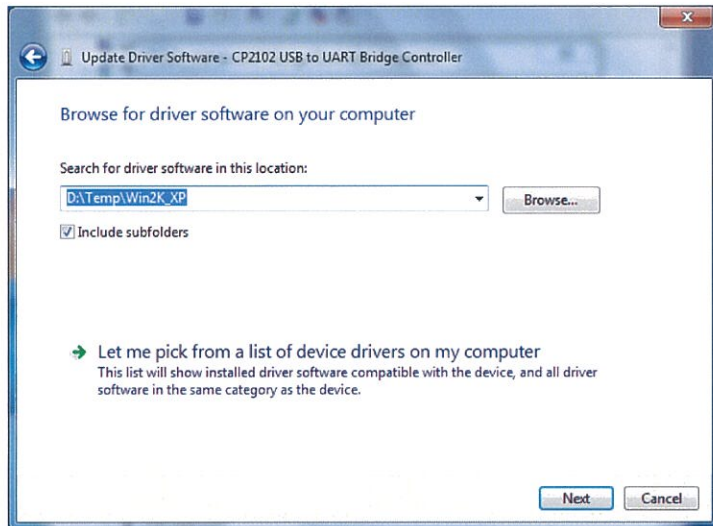 Update Driver Software - CP2102 USB to UART Bridge Controller
Browse for driver software on your computer
Search for driver software in this location:
D:\Temp\Win2K_XP
Browse...
Include subfolders
Let me pick from a list of device drivers on my computer
This list will show installed driver software compatible with the device, and all driver
software in the same category as the device.
Next
Cancel